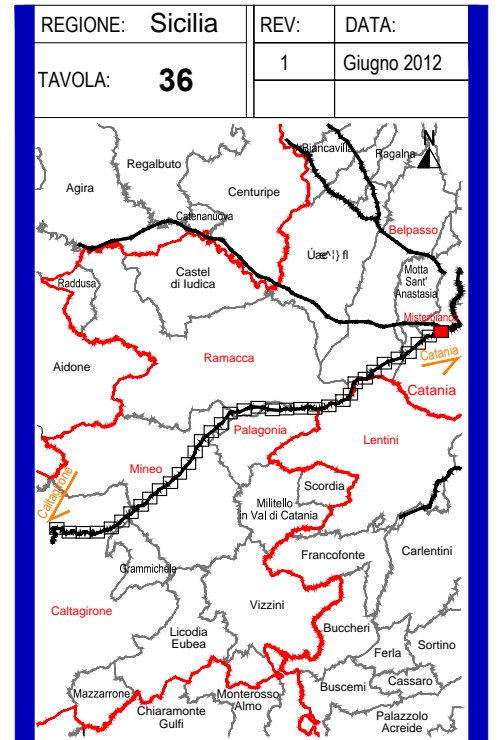 REGIONE: Sicilia
REV:
DATA:
TAVOLA: 36
1
Giugno 2012
N
Biancavilla
Ragalna
Regalbuto
Agira
Centuripe
Catenanuova
Belpasso
Úæ^¦} fl
Motta
Sant'
Anastasia
Raddusa
Castel
di Iudica
Misterbianco
Catania
Aidone
Ramacca
Catania
Palagonia
Lentini
Mineo
Scordia
Caltagirone
Militello
in Val di Catania
Francofonte
Carlentini
Grammichele
Caltagirone
Vizzini
Licodia
Eubea
Buccheri
Ferla
Sortino
Cassaro
Buscemi
Mazzarrone
Monterosso
Almo
Chiaramonte
Gulfi
Palazzolo
Acreide